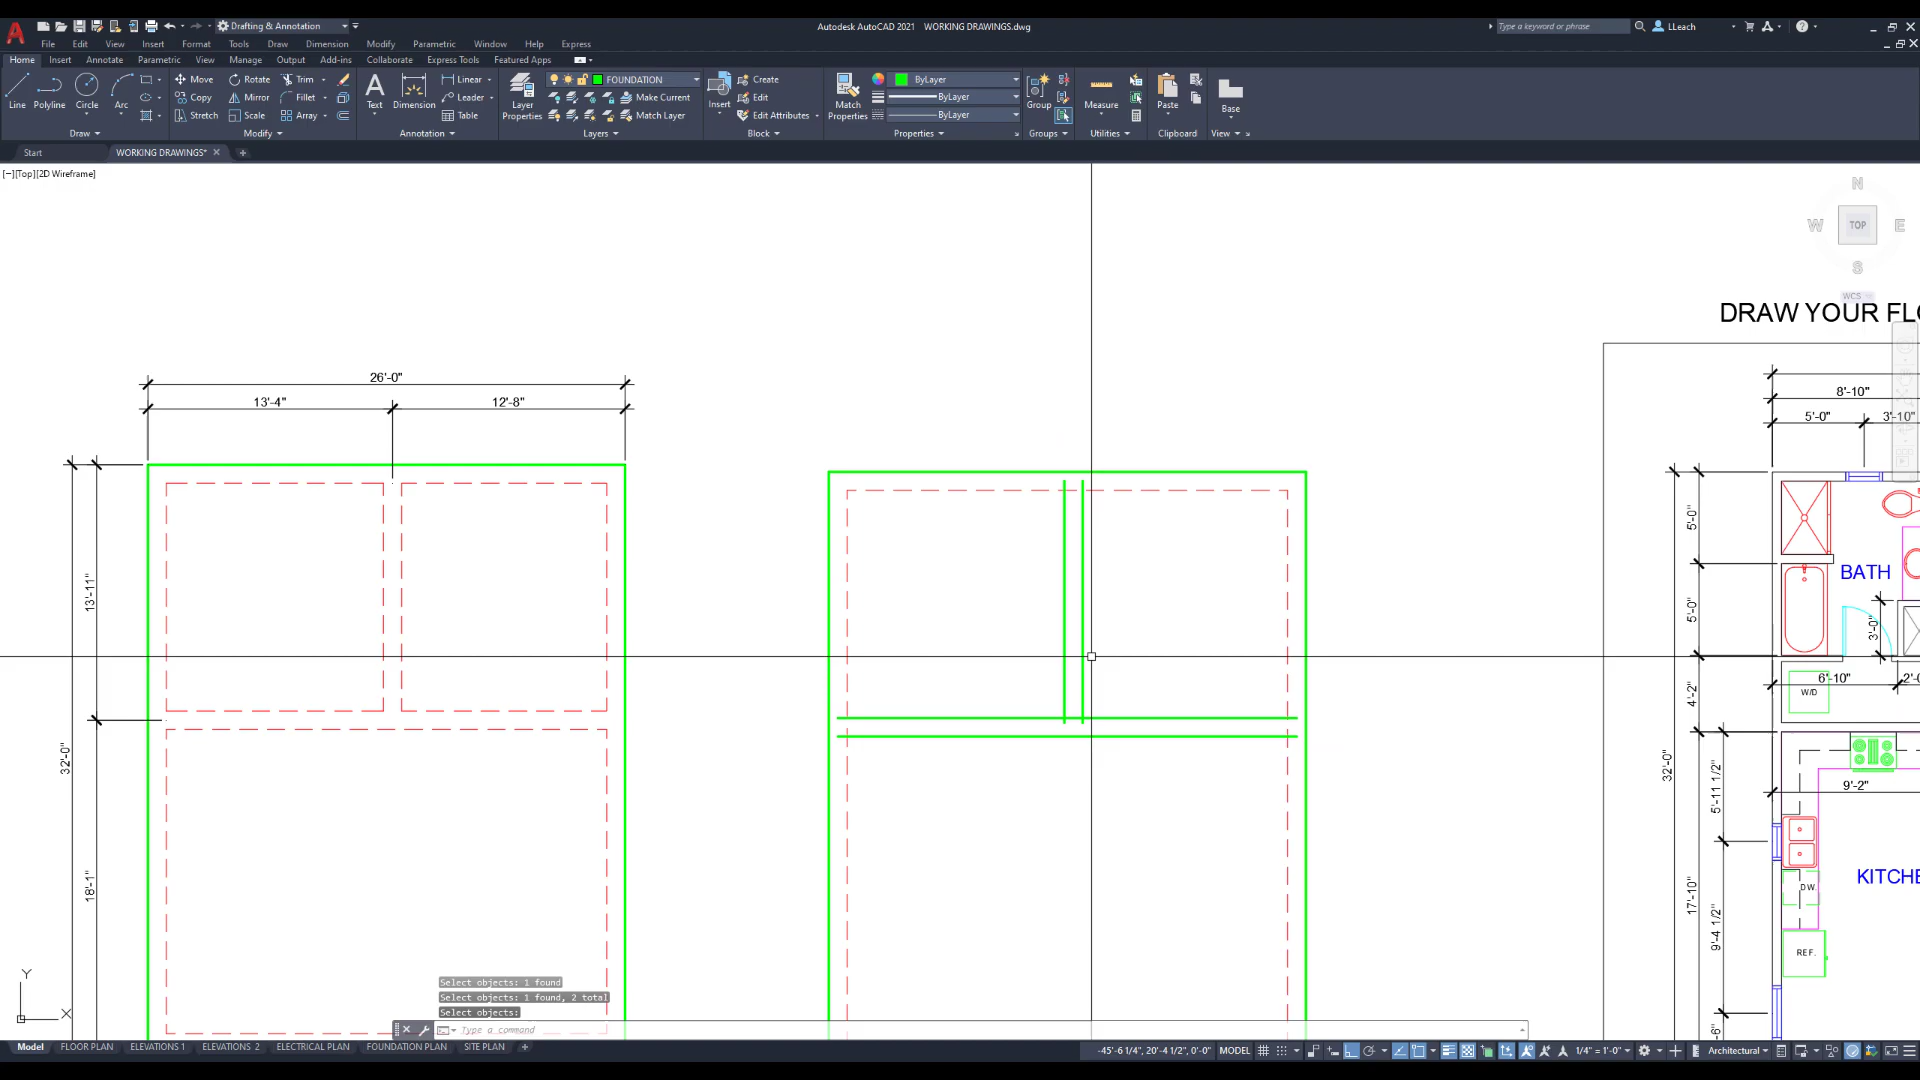 Drafting & Annotation
Autodesk AutoCAD 2021 WORKING DRAWINGS.dwg
Type a keyword or phrase
LLeach
File Edit View Insert Format Tools Draw Dimension Modify Parametric Window Help Express
Home Insert Annotate Parametric View Manage Output Add-ins Collaborate Express Tools Featured Apps
Line Polyline Circle Arc
Move Rotate Trim
Copy Mirror Fillet
Stretch Scale Array
Text Dimension
Linear
Leader
Table
Layer Properties
FOUNDATION
Make Current
Match Layer
Insert
Create
Edit
Edit Attributes
Match Properties
ByLayer
ByLayer
ByLayer
Group
Measure
Paste
Base
Draw Modify Annotation Layers Block Properties Groups Utilities Clipboard View
Start WORKING DRAWINGS*
[−][Top][2D Wireframe]
N
W TOP E
S
WCS
DRAW YOUR FLO
26'-0"
13'-4" 12'-8"
13'-11"
32'-0"
18'-1"
8'-10"
5'-0" 3'-10"
5'-0"
BATH
5'-0"
3'-0"
6'-10" 2'-0
W/D
4'-2"
32'-0"
5'-11 1/2"
9'-2"
17'-10"
KITCHE
DW.
9'-4 1/2"
REF.
-6"
Y
X
Select objects: 1 found
Select objects: 1 found, 2 total
Select objects:
Type a command
Model FLOOR PLAN ELEVATIONS 1 ELEVATIONS 2 ELECTRICAL PLAN FOUNDATION PLAN SITE PLAN
-45'-6 1/4", 20'-4 1/2", 0'-0" MODEL 1/4" = 1'-0" Architectural